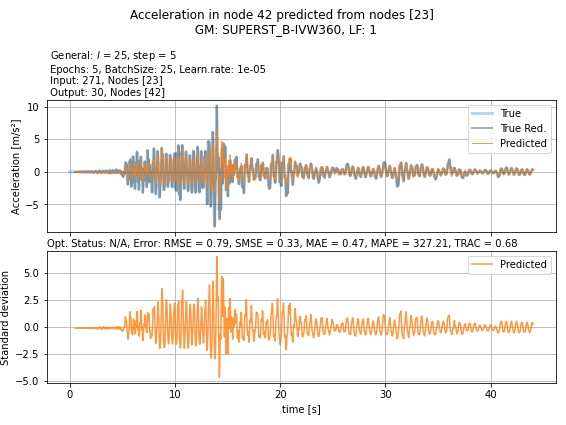 Acceleration in node 42 predicted from nodes [23]
GM: SUPERST_B-IVW360, LF: 1
General: l = 25, step = 5
Epochs: 5, BatchSize: 25, Learn.rate: 1e-05
Input: 271, Nodes [23]
Output: 30, Nodes [42]
Acceleration [m/s²]
10
5
0
−5
True
True Red.
Predicted
Opt. Status: N/A, Error: RMSE = 0.79, SMSE = 0.33, MAE = 0.47, MAPE = 327.21, TRAC = 0.68
Standard deviation
5.0
2.5
0.0
−2.5
−5.0
Predicted
0 10 20 30 40
time [s]